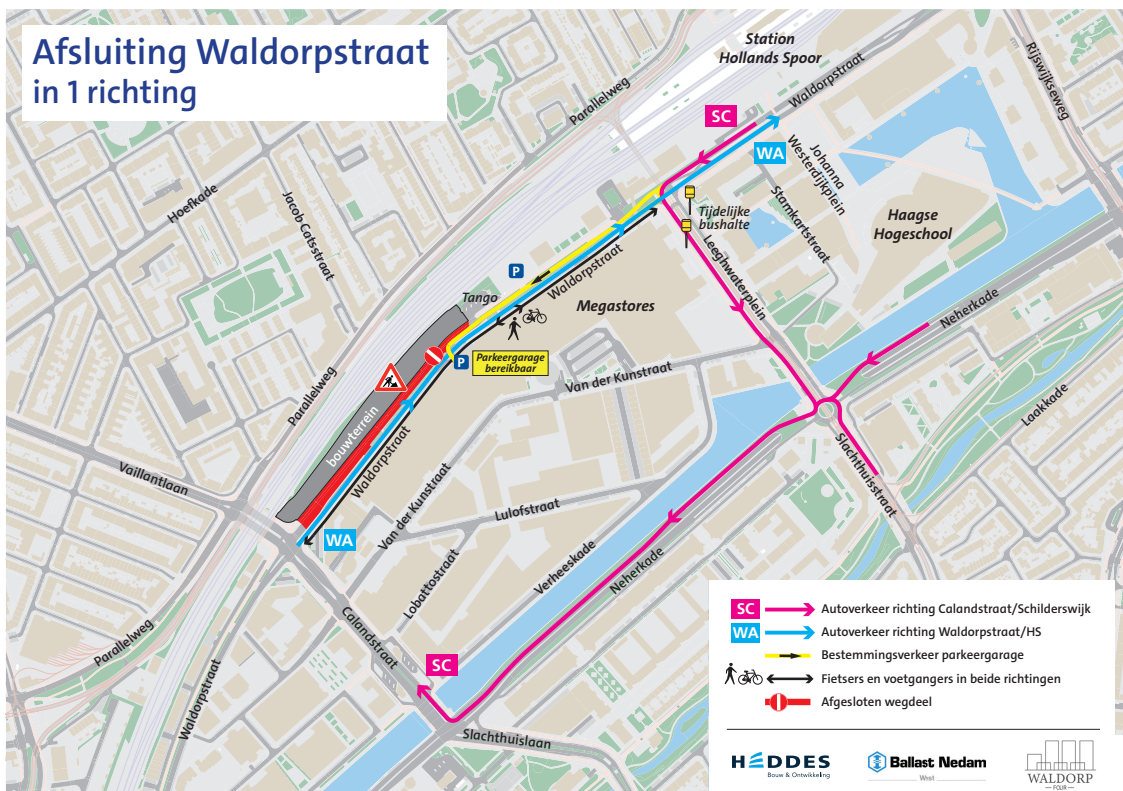 Afsluiting Waldorpstraat
in 1 richting
Station
Hollands Spoor
Rijswijkseweg
Waldorpstraat
Parallelweg
SC
WA
Johanna
Westerdijkplein
Stamkartstraat
Haagse
Hogeschool
Hoefkade
Jacob Catsstraat
Tijdelijke
bushalte
Leeghwaterplein
P
Waldorpstraat
Tango
Megastores
Neherkade
P
Parkeergarage
bereikbaar
Van der Kunstraat
Parallelweg
bouwterrein
Laakkade
Vaillantlaan
Waldorpstraat
Slachthuisstraat
Van der Kunstraat
Lulofstraat
WA
Lobattostraat
Verheeskade
Neherkade
Calandstraat
Parallelweg
Waldorpstraat
SC
Slachthuislaan
SC Autoverkeer richting Calandstraat/Schilderswijk
WA Autoverkeer richting Waldorpstraat/HS
Bestemmingsverkeer parkeergarage
Fietsers en voetgangers in beide richtingen
Afgesloten wegdeel
HEDDES
Bouw & Ontwikkeling
Ballast Nedam
West
WALDORP
FOUR